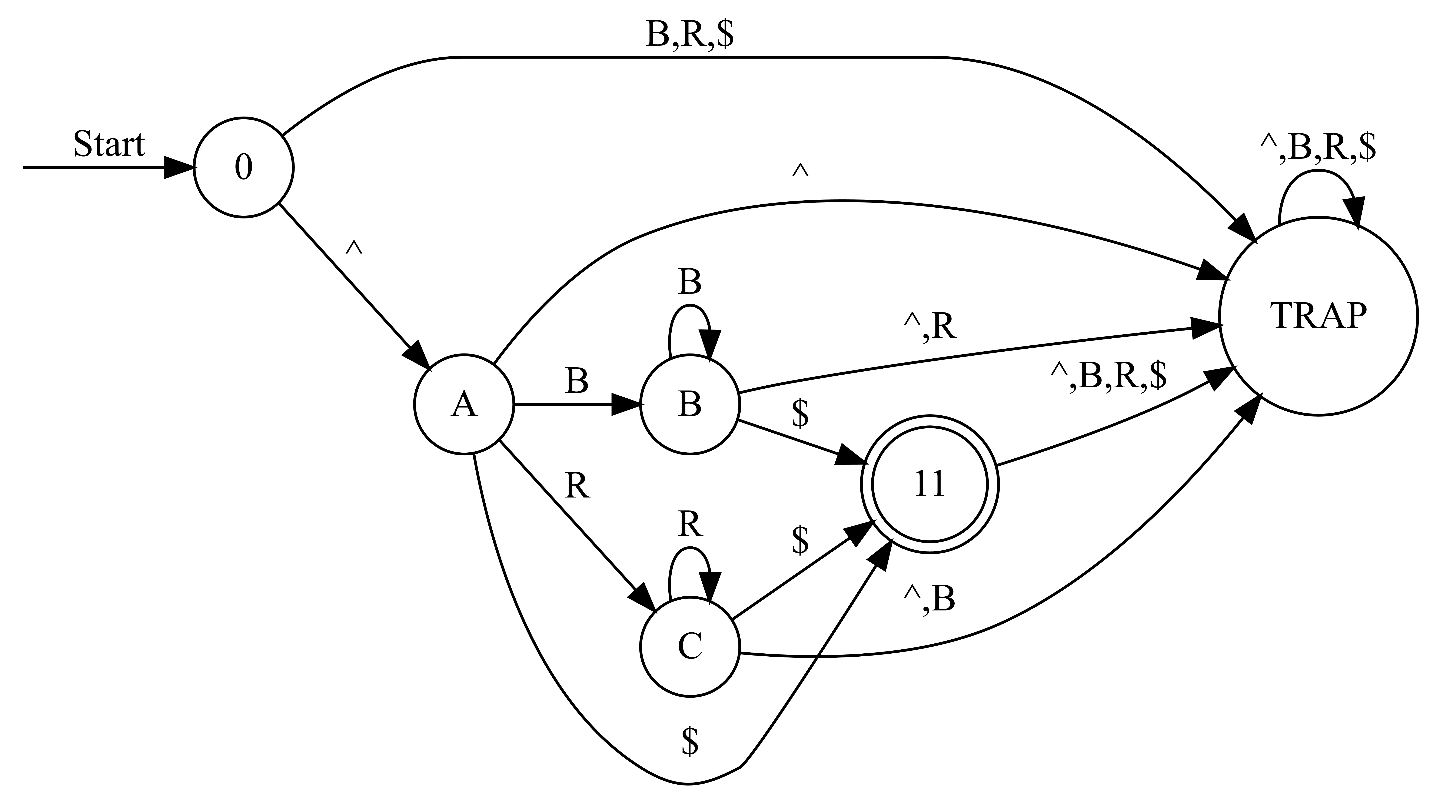 B,R,$
Start
0
^,B,R,$
^
^
B
^,R
TRAP
^,B,R,$
A
B
B
$
R
11
R
$
^,B
C
$